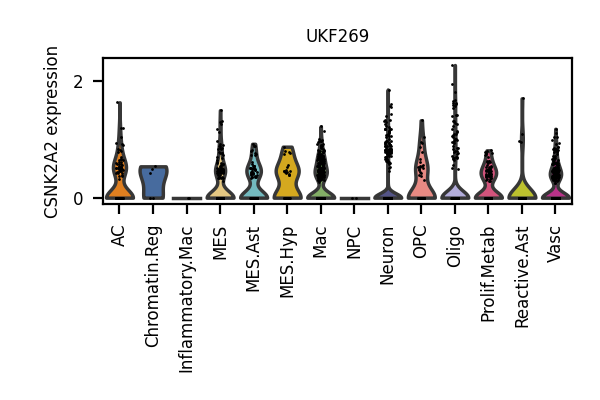 UKF269
CSNK2A2 expression
2
0
AC
Chromatin.Reg
Inflammatory.Mac
MES
MES.Ast
MES.Hyp
Mac
NPC
Neuron
OPC
Oligo
Prolif.Metab
Reactive.Ast
Vasc